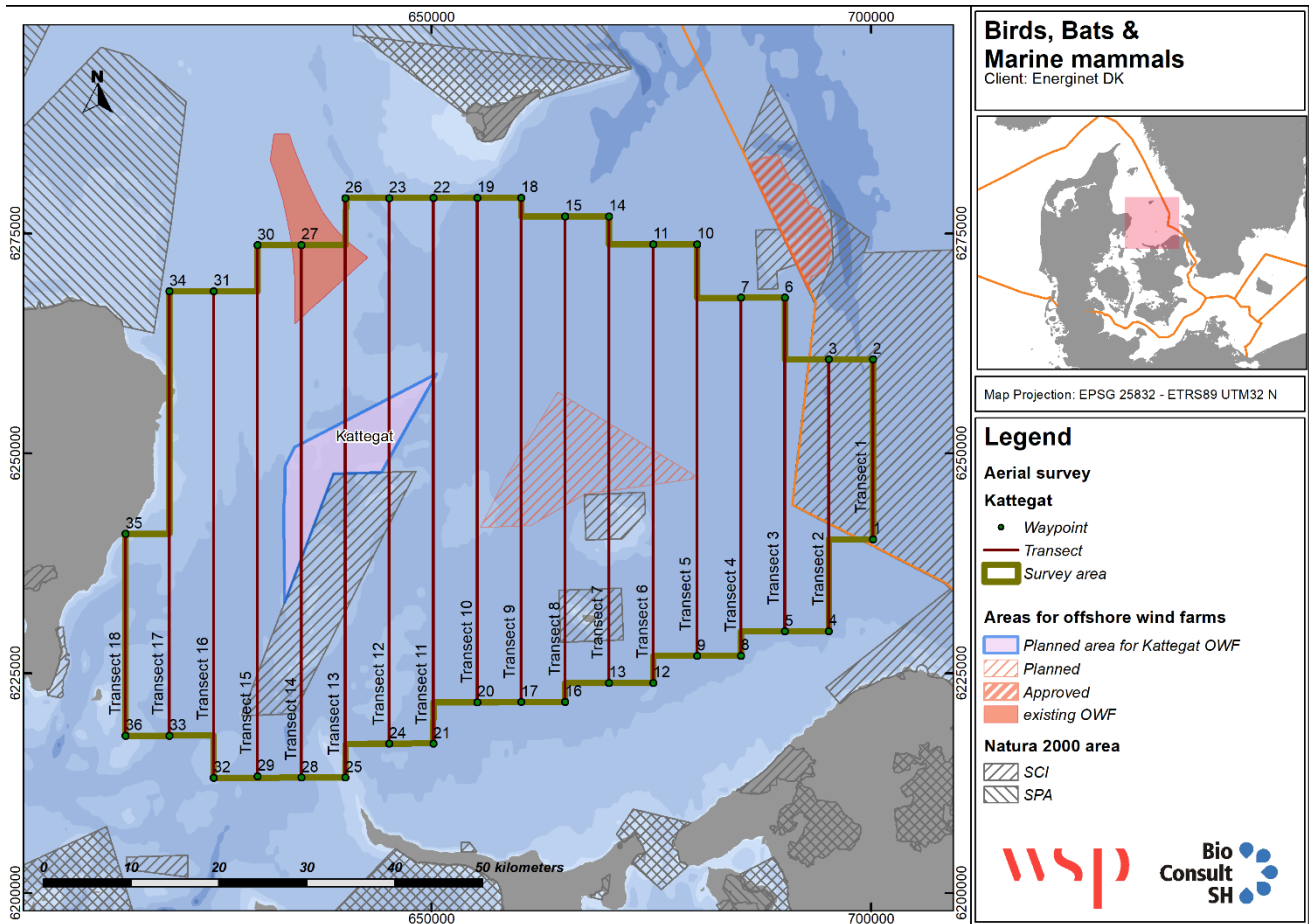 650000
700000
N
26
23
22
19
18
15
14
30
27
11
10
6275000
6275000
34
31
7
6
3
2
Kattegat
6250000
6250000
35
1
Transect 1
Transect 2
Transect 3
Transect 4
Transect 5
Transect 6
Transect 7
Transect 8
Transect 9
Transect 10
Transect 11
Transect 12
Transect 13
Transect 14
Transect 15
Transect 16
Transect 17
Transect 18
5
4
9
8
13
12
6225000
6225000
20
17
16
36
33
24
21
32
29
28
25
0
10
20
30
40
50 kilometers
6200000
6200000
650000
700000
Birds, Bats &
Marine mammals
Client: Energinet DK
Map Projection: EPSG 25832 - ETRS89 UTM32 N
Legend
Aerial survey
Kattegat
Waypoint
Transect
Survey area
Areas for offshore wind farms
Planned area for Kattegat OWF
Planned
Approved
existing OWF
Natura 2000 area
SCI
SPA
wsp
Bio
Consult
SH